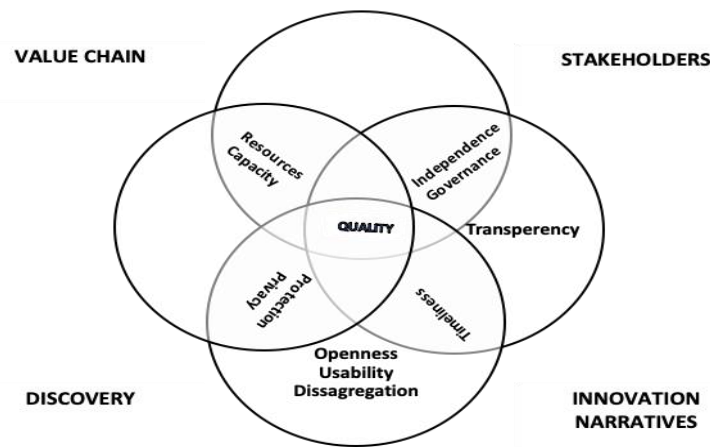 VALUE CHAIN
STAKEHOLDERS
Resources
Capacity
Independence
Governance
QUALITY
Transperency
Protection
Privacy
Timeliness
Openness
Usability
Dissagregation
DISCOVERY
INNOVATION
NARRATIVES